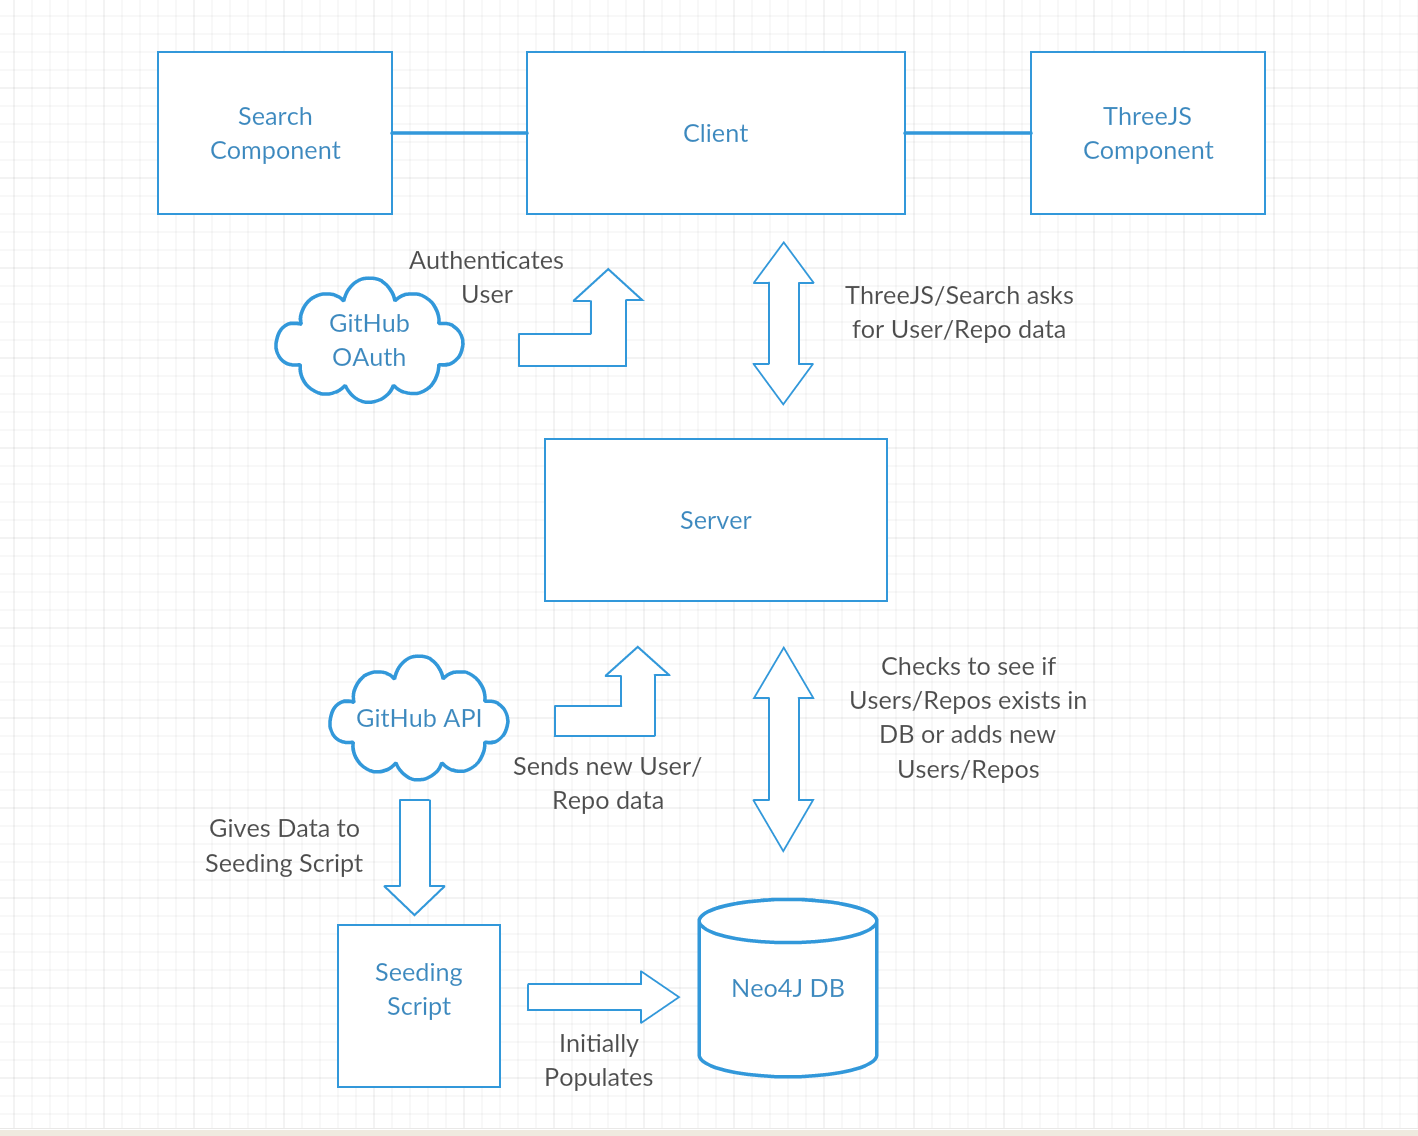 Search
Component
Client
ThreeJS
Component
Authenticates
User
GitHub
OAuth
ThreeJS/Search asks
for User/Repo data
Server
GitHub API
Sends new User/
Repo data
Checks to see if
Users/Repos exists in
DB or adds new
Users/Repos
Gives Data to
Seeding Script
Seeding
Script
Initially
Populates
Neo4J DB